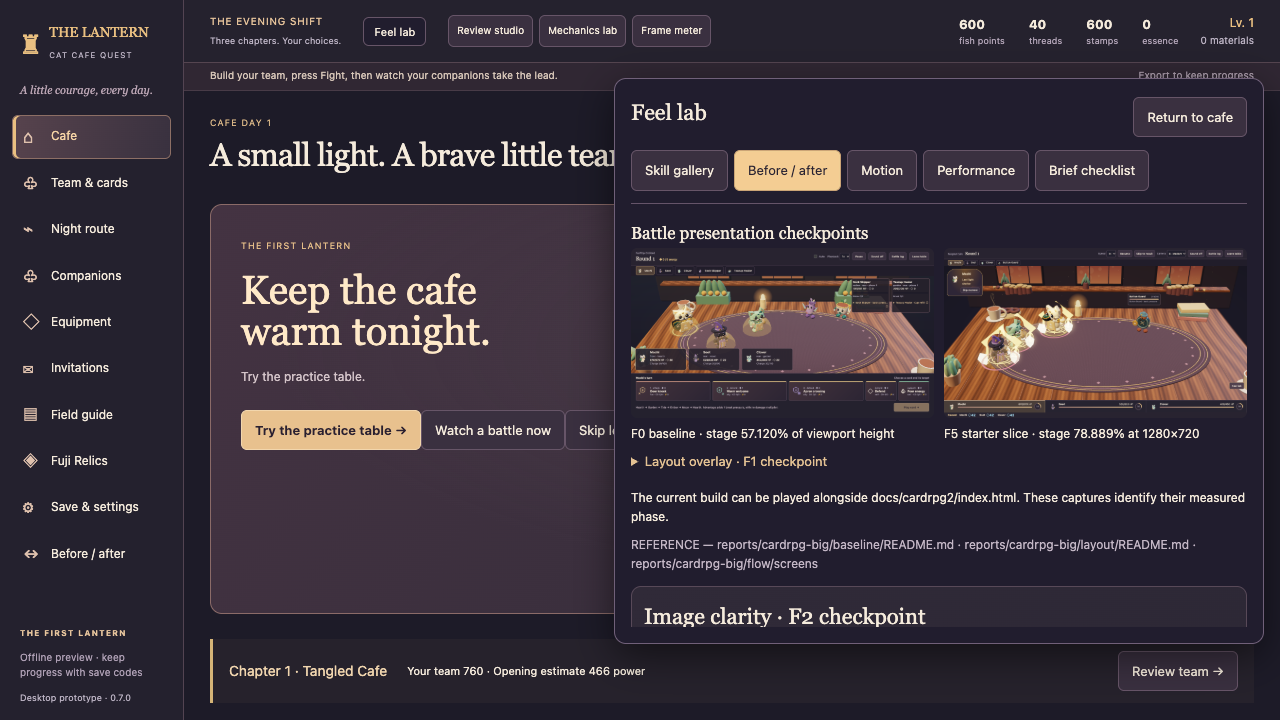 THE LANTERN
CAT CAFE QUEST
A little courage, every day.
Cafe
Team & cards
Night route
Companions
Equipment
Invitations
Field guide
Fuji Relics
Save & settings
Before / after
THE FIRST LANTERN
Offline preview · keep
progress with save codes
Desktop prototype · 0.7.0
THE EVENING SHIFT
Three chapters. Your choices.
Feel lab
Review studio
Mechanics lab
Frame meter
600
fish points
40
threads
600
stamps
0
essence
Lv. 1
0 materials
Build your team, press Fight, then watch your companions take the lead.
Export to keep progress
CAFE DAY 1
A small light. A brave little tea
THE FIRST LANTERN
Keep the cafe
warm tonight.
Try the practice table.
Try the practice table →
Watch a battle now
Skip
Chapter 1 · Tangled Cafe
Your team 760 · Opening estimate 466 power
Review team →
Feel lab
Return to cafe
Skill gallery
Before / after
Motion
Performance
Brief checklist
Battle presentation checkpoints
F0 baseline · stage 57.120% of viewport height
F5 starter slice · stage 78.889% at 1280×720
Layout overlay · F1 checkpoint
The current build can be played alongside docs/cardrpg2/index.html. These captures identify their measured
phase.
REFERENCE — reports/cardrpg-big/baseline/README.md · reports/cardrpg-big/layout/README.md ·
reports/cardrpg-big/flow/screens
Image clarity · F2 checkpoint